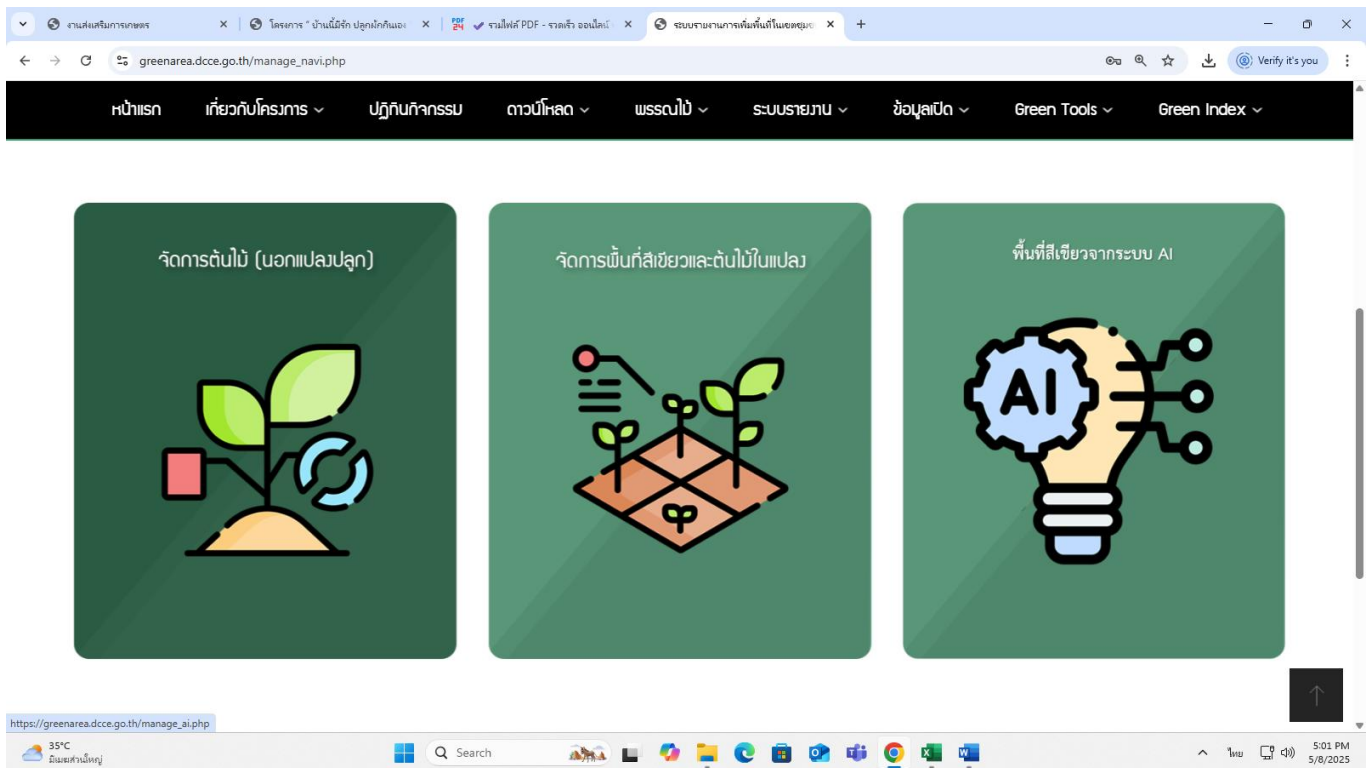 งานส่งเสริมการเกษตร
โครงการ " บ้านนี้มีรัก ปลูกผักกินเอง
รวมไฟล์ PDF - รวดเร็ว ออนไลน์
ระบบรายงานการเพิ่มพื้นที่ในเขตชุมช
greenarea.dcce.go.th/manage_navi.php
Verify it's you
หน้าแรก
เกี่ยวกับโครงการ
ปฏิทินกิจกรรม
ดาวน์โหลด
พรรณไม้
ระบบรายงาน
ข้อมูลเปิด
Green Tools
Green Index
จัดการต้นไม้ (นอกแปลงปลูก)
จัดการพื้นที่สีเขียวและต้นไม้ในแปลง
พื้นที่สีเขียวจากระบบ AI
AI
https://greenarea.dcce.go.th/manage_ai.php
35°C
มีเมฆส่วนใหญ่
Search
ไทย
5:01 PM
5/8/2025